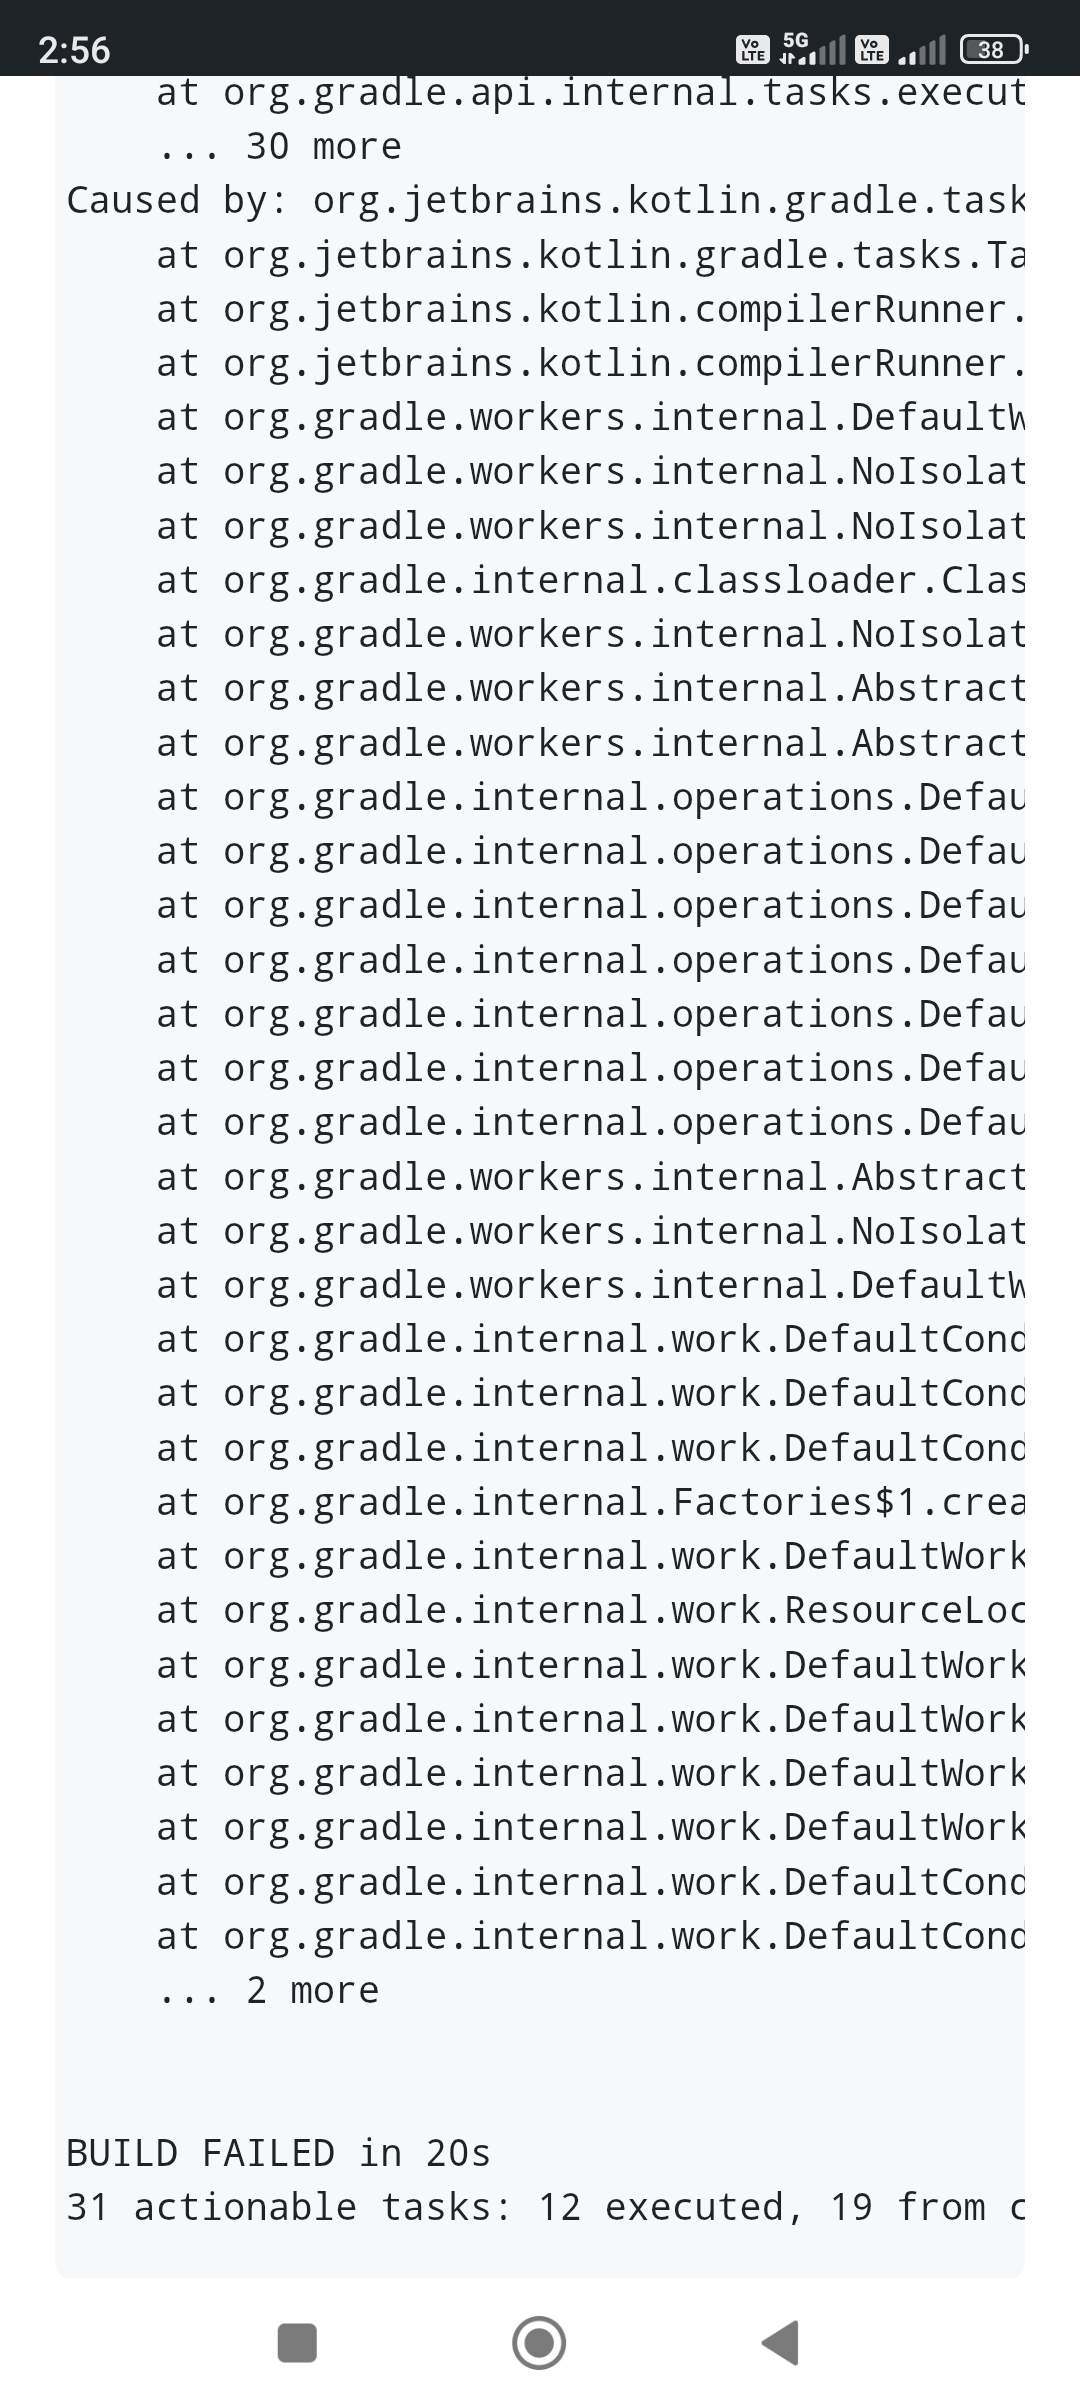 2:56
Vo LTE 5G Vo LTE 38
at org.gradle.api.internal.tasks.execut
... 30 more
Caused by: org.jetbrains.kotlin.gradle.task
at org.jetbrains.kotlin.gradle.tasks.Ta
at org.jetbrains.kotlin.compilerRunner.
at org.jetbrains.kotlin.compilerRunner.
at org.gradle.workers.internal.DefaultW
at org.gradle.workers.internal.NoIsolat
at org.gradle.workers.internal.NoIsolat
at org.gradle.internal.classloader.Clas
at org.gradle.workers.internal.NoIsolat
at org.gradle.workers.internal.Abstract
at org.gradle.workers.internal.Abstract
at org.gradle.internal.operations.Defau
at org.gradle.internal.operations.Defau
at org.gradle.internal.operations.Defau
at org.gradle.internal.operations.Defau
at org.gradle.internal.operations.Defau
at org.gradle.internal.operations.Defau
at org.gradle.internal.operations.Defau
at org.gradle.workers.internal.Abstract
at org.gradle.workers.internal.NoIsolat
at org.gradle.workers.internal.DefaultW
at org.gradle.internal.work.DefaultCond
at org.gradle.internal.work.DefaultCond
at org.gradle.internal.work.DefaultCond
at org.gradle.internal.Factories$1.crea
at org.gradle.internal.work.DefaultWork
at org.gradle.internal.work.ResourceLoc
at org.gradle.internal.work.DefaultWork
at org.gradle.internal.work.DefaultWork
at org.gradle.internal.work.DefaultWork
at org.gradle.internal.work.DefaultWork
at org.gradle.internal.work.DefaultCond
at org.gradle.internal.work.DefaultCond
... 2 more
BUILD FAILED in 20s
31 actionable tasks: 12 executed, 19 from c